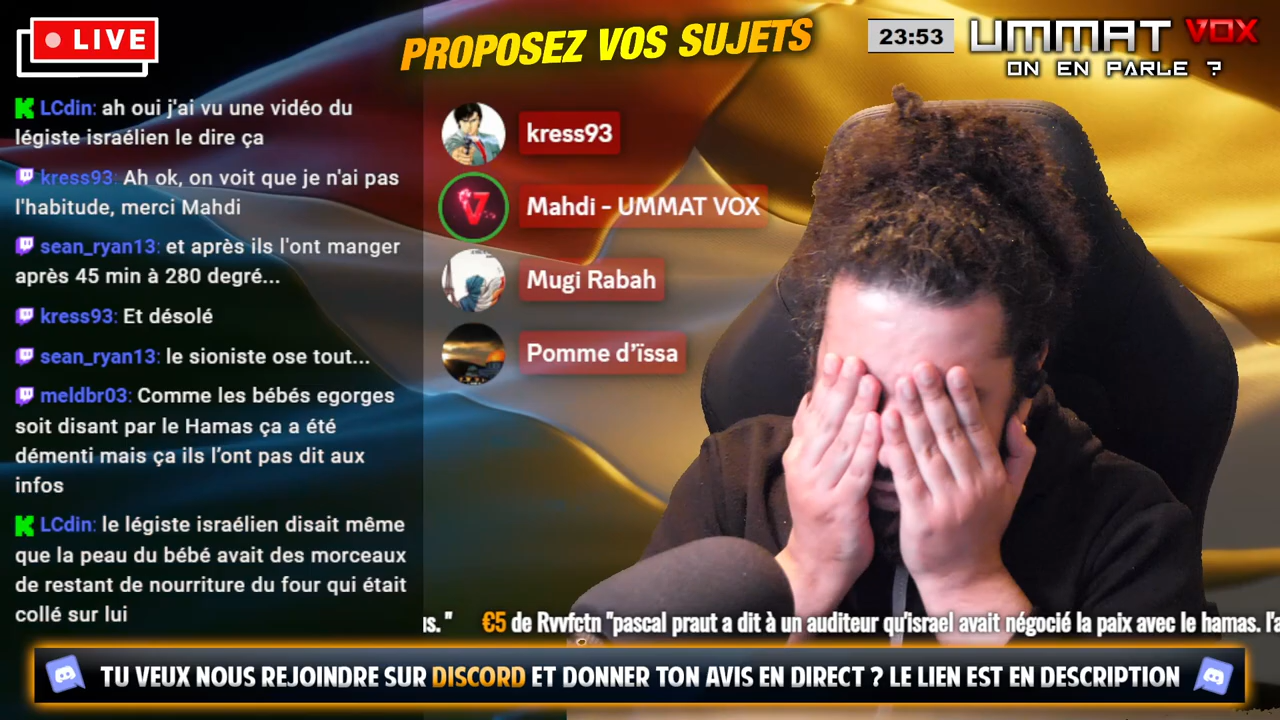 LIVE
PROPOSEZ VOS SUJETS
23:53
UMMAT VOX
ON EN PARLE ?
LCdin: ah oui j'ai vu une vidéo du
légiste israélien le dire ça
kress93: Ah ok, on voit que je n'ai pas
l'habitude, merci Mahdi
sean_ryan13: et après ils l'ont manger
après 45 min à 280 degré...
kress93: Et désolé
sean_ryan13: le sioniste ose tout...
meldbr03: Comme les bébés egorges
soit disant par le Hamas ça a été
démenti mais ça ils l'ont pas dit aux
infos
LCdin: le légiste israélien disait même
que la peau du bébé avait des morceaux
de restant de nourriture du four qui était
collé sur lui
kress93
Mahdi - UMMAT VOX
Mugi Rabah
Pomme d'ïssa
us. " €5 de Rvvfctn "pascal praut a dit à un auditeur qu'israel avait négocié la paix avec le hamas. l'a
TU VEUX NOUS REJOINDRE SUR DISCORD ET DONNER TON AVIS EN DIRECT ? LE LIEN EST EN DESCRIPTION